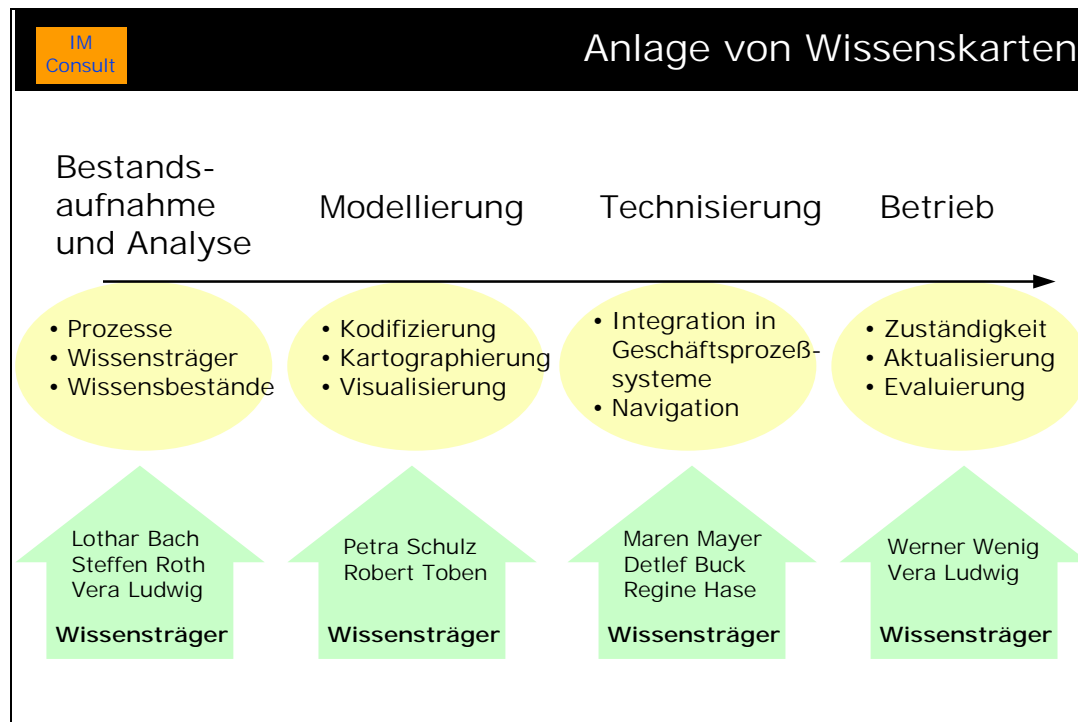 IM
Consult
Anlage von Wissenskarten
Bestands-
aufnahme
und Analyse
Modellierung
Technisierung
Betrieb
• Prozesse
• Wissensträger
• Wissensbestände
• Kodifizierung
• Kartographierung
• Visualisierung
• Integration in
Geschäftsprozeß-
systeme
• Navigation
• Zuständigkeit
• Aktualisierung
• Evaluierung
Lothar Bach
Steffen Roth
Vera Ludwig
Wissensträger
Petra Schulz
Robert Toben
Wissensträger
Maren Mayer
Detlef Buck
Regine Hase
Wissensträger
Werner Wenig
Vera Ludwig
Wissensträger